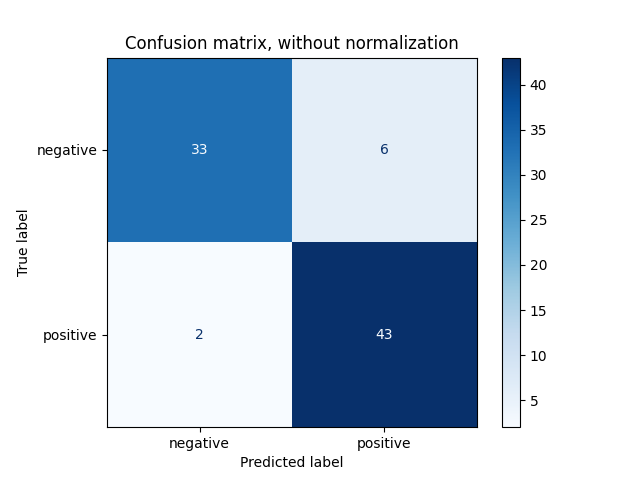 Confusion matrix, without normalization
True label
negative
positive
33
6
2
43
negative
positive
Predicted label
40
35
30
25
20
15
10
5